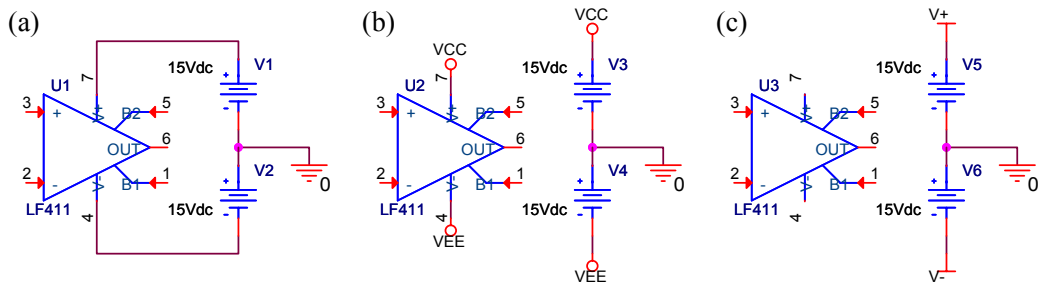 (a)
U1
7
V+
3
+
B2
5
OUT
6
2
-
B1
1
V-
4
LF411
15Vdc
+
-
V1
V2
15Vdc
+
-
0
(b)
VCC
U2
7
V+
3
+
B2
5
OUT
6
2
-
B1
1
V-
4
LF411
VEE
VCC
15Vdc
+
-
V3
V4
15Vdc
+
-
0
VEE
(c)
U3
7
V+
3
+
B2
5
OUT
6
2
-
B1
1
V-
4
LF411
V+
15Vdc
+
-
V5
V6
15Vdc
+
-
0
V-